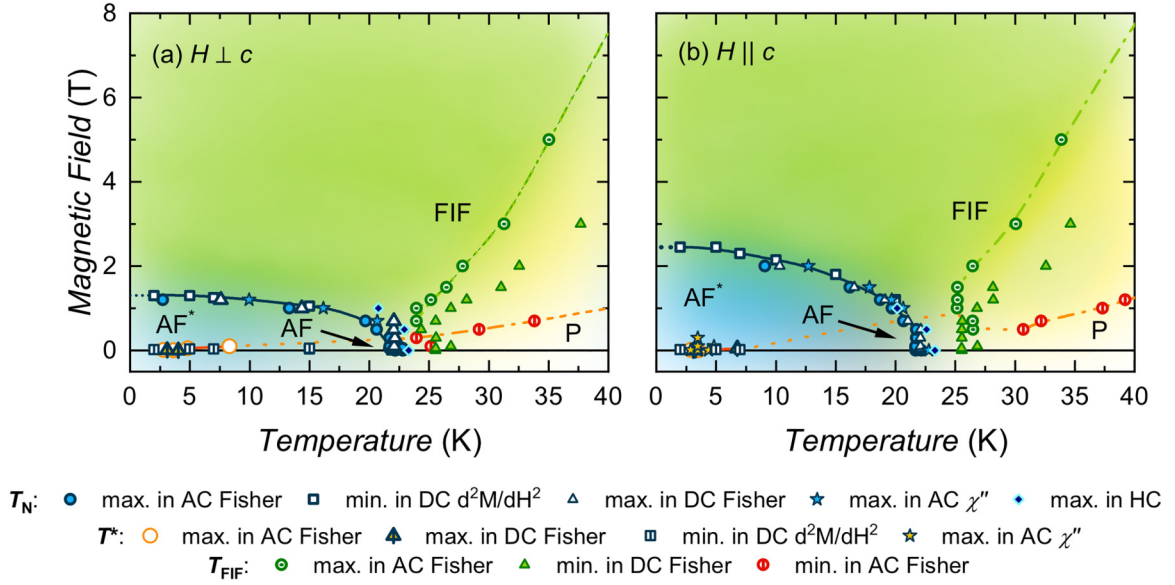 (a) H ⊥ c
(b) H || c
Magnetic Field (T)
8
6
4
2
0
FIF
AF*
AF
P
FIF
AF*
AF
P
0 5 10 15 20 25 30 35 40
0 5 10 15 20 25 30 35 40
Temperature (K)
Temperature (K)
T_N: max. in AC Fisher min. in DC d²M/dH² max. in DC Fisher max. in AC χ″ max. in HC
T*: max. in AC Fisher max. in DC Fisher min. in DC d²M/dH² max. in AC χ″
T_FIF: max. in AC Fisher min. in DC Fisher min. in AC Fisher